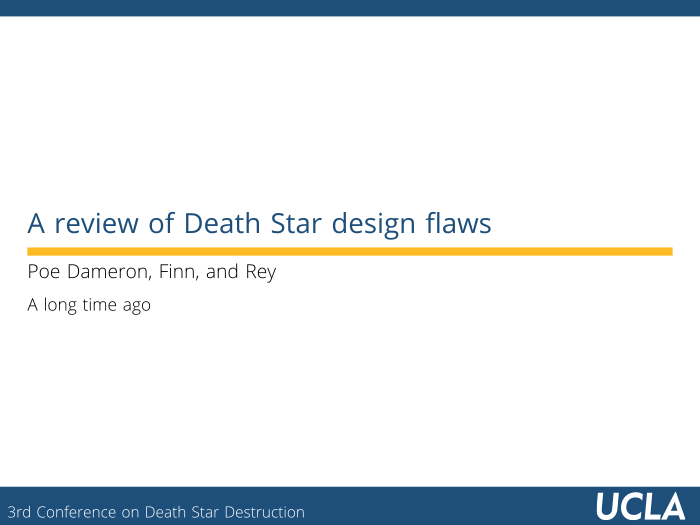 A review of Death Star design flaws
Poe Dameron, Finn, and Rey
A long time ago
3rd Conference on Death Star Destruction
UCLA